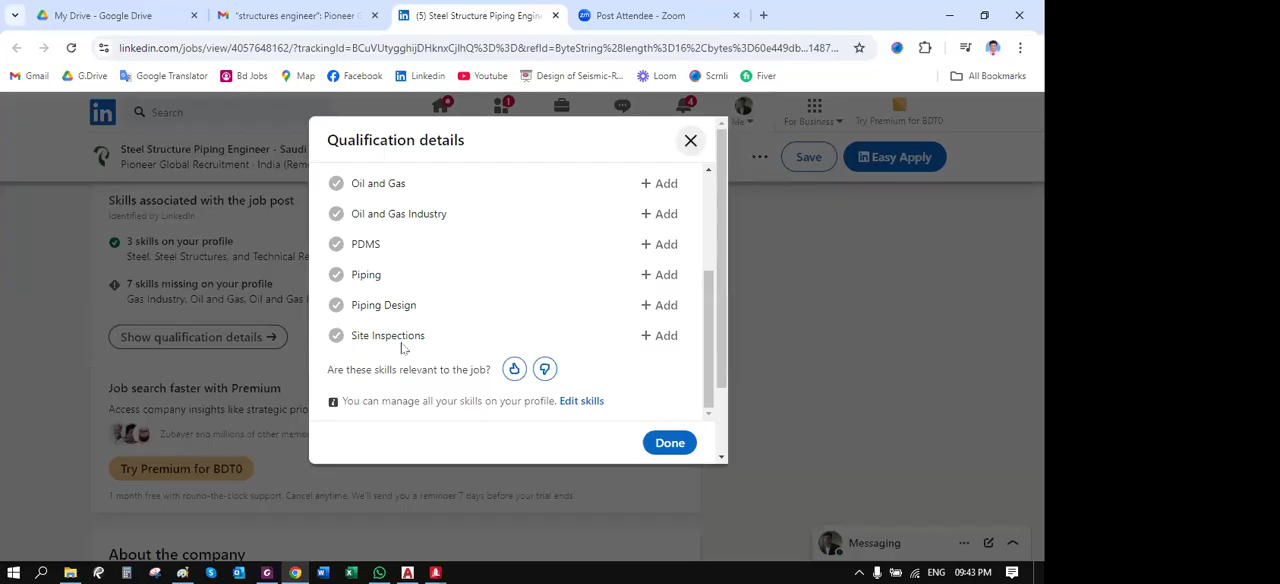 My Drive - Google Drive
"structures engineer": Pioneer G
(5) Steel Structure Piping Engin
Post Attendee - Zoom
linkedin.com/jobs/view/4057648162/?trackingId=BCuVUtygghijDHknxCJlhQ%3D%3D&refId=ByteString%28length%3D16%2Cbytes%3D60e449db...1487...
Gmail
G.Drive
Google Translator
Bd Jobs
Map
Facebook
Linkedin
Youtube
Design of Seismic-R...
Loom
Scrnli
Fiver
All Bookmarks
in
Search
1
4
Me
For Business
Try Premium for BDT0
Steel Structure Piping Engineer - Saudi
Pioneer Global Recruitment · India (Rem
Save
Easy Apply
Qualification details
Oil and Gas
+ Add
Oil and Gas Industry
+ Add
PDMS
+ Add
Piping
+ Add
Piping Design
+ Add
Site Inspections
+ Add
Are these skills relevant to the job?
You can manage all your skills on your profile. Edit skills
Done
Skills associated with the job post
Identified by LinkedIn
3 skills on your profile
Steel, Steel Structures, and Technical Re
7 skills missing on your profile
Gas Industry, Oil and Gas, Oil and Gas I
Show qualification details →
Job search faster with Premium
Access company insights like strategic prio
Zubayer and millions of other mem
Try Premium for BDT0
1 month free with round-the-clock support. Cancel anytime. We'll send you a reminder 7 days before your trial ends.
About the company
Messaging
ENG
09:43 PM